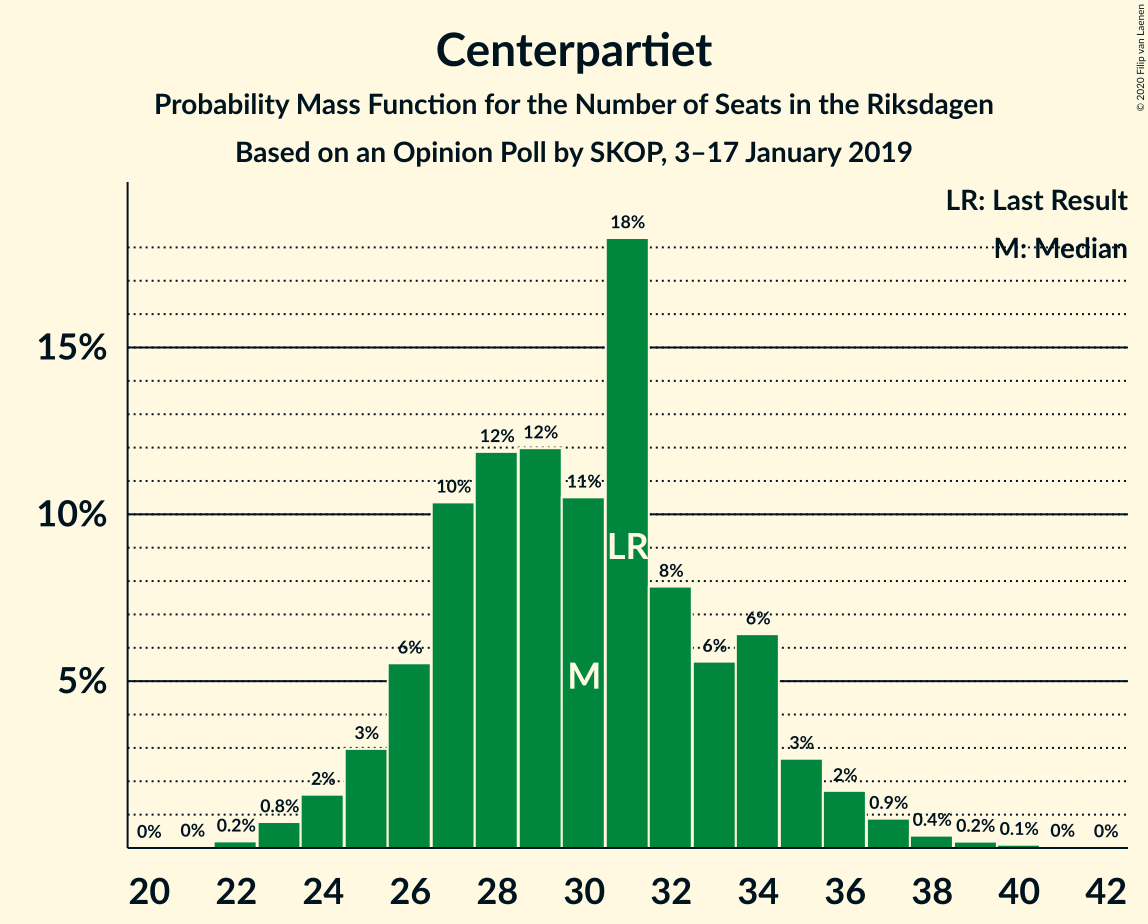 Centerpartiet
Probability Mass Function for the Number of Seats in the Riksdagen
Based on an Opinion Poll by SKOP, 3–17 January 2019
© 2020 Filip van Laenen
LR: Last Result
M: Median
15%
10%
5%
0%
0%
0.2%
0.8%
2%
3%
6%
10%
12%
12%
11%
18%
8%
6%
6%
3%
2%
0.9%
0.4%
0.2%
0.1%
0%
0%
LR
M
20 22 24 26 28 30 32 34 36 38 40 42